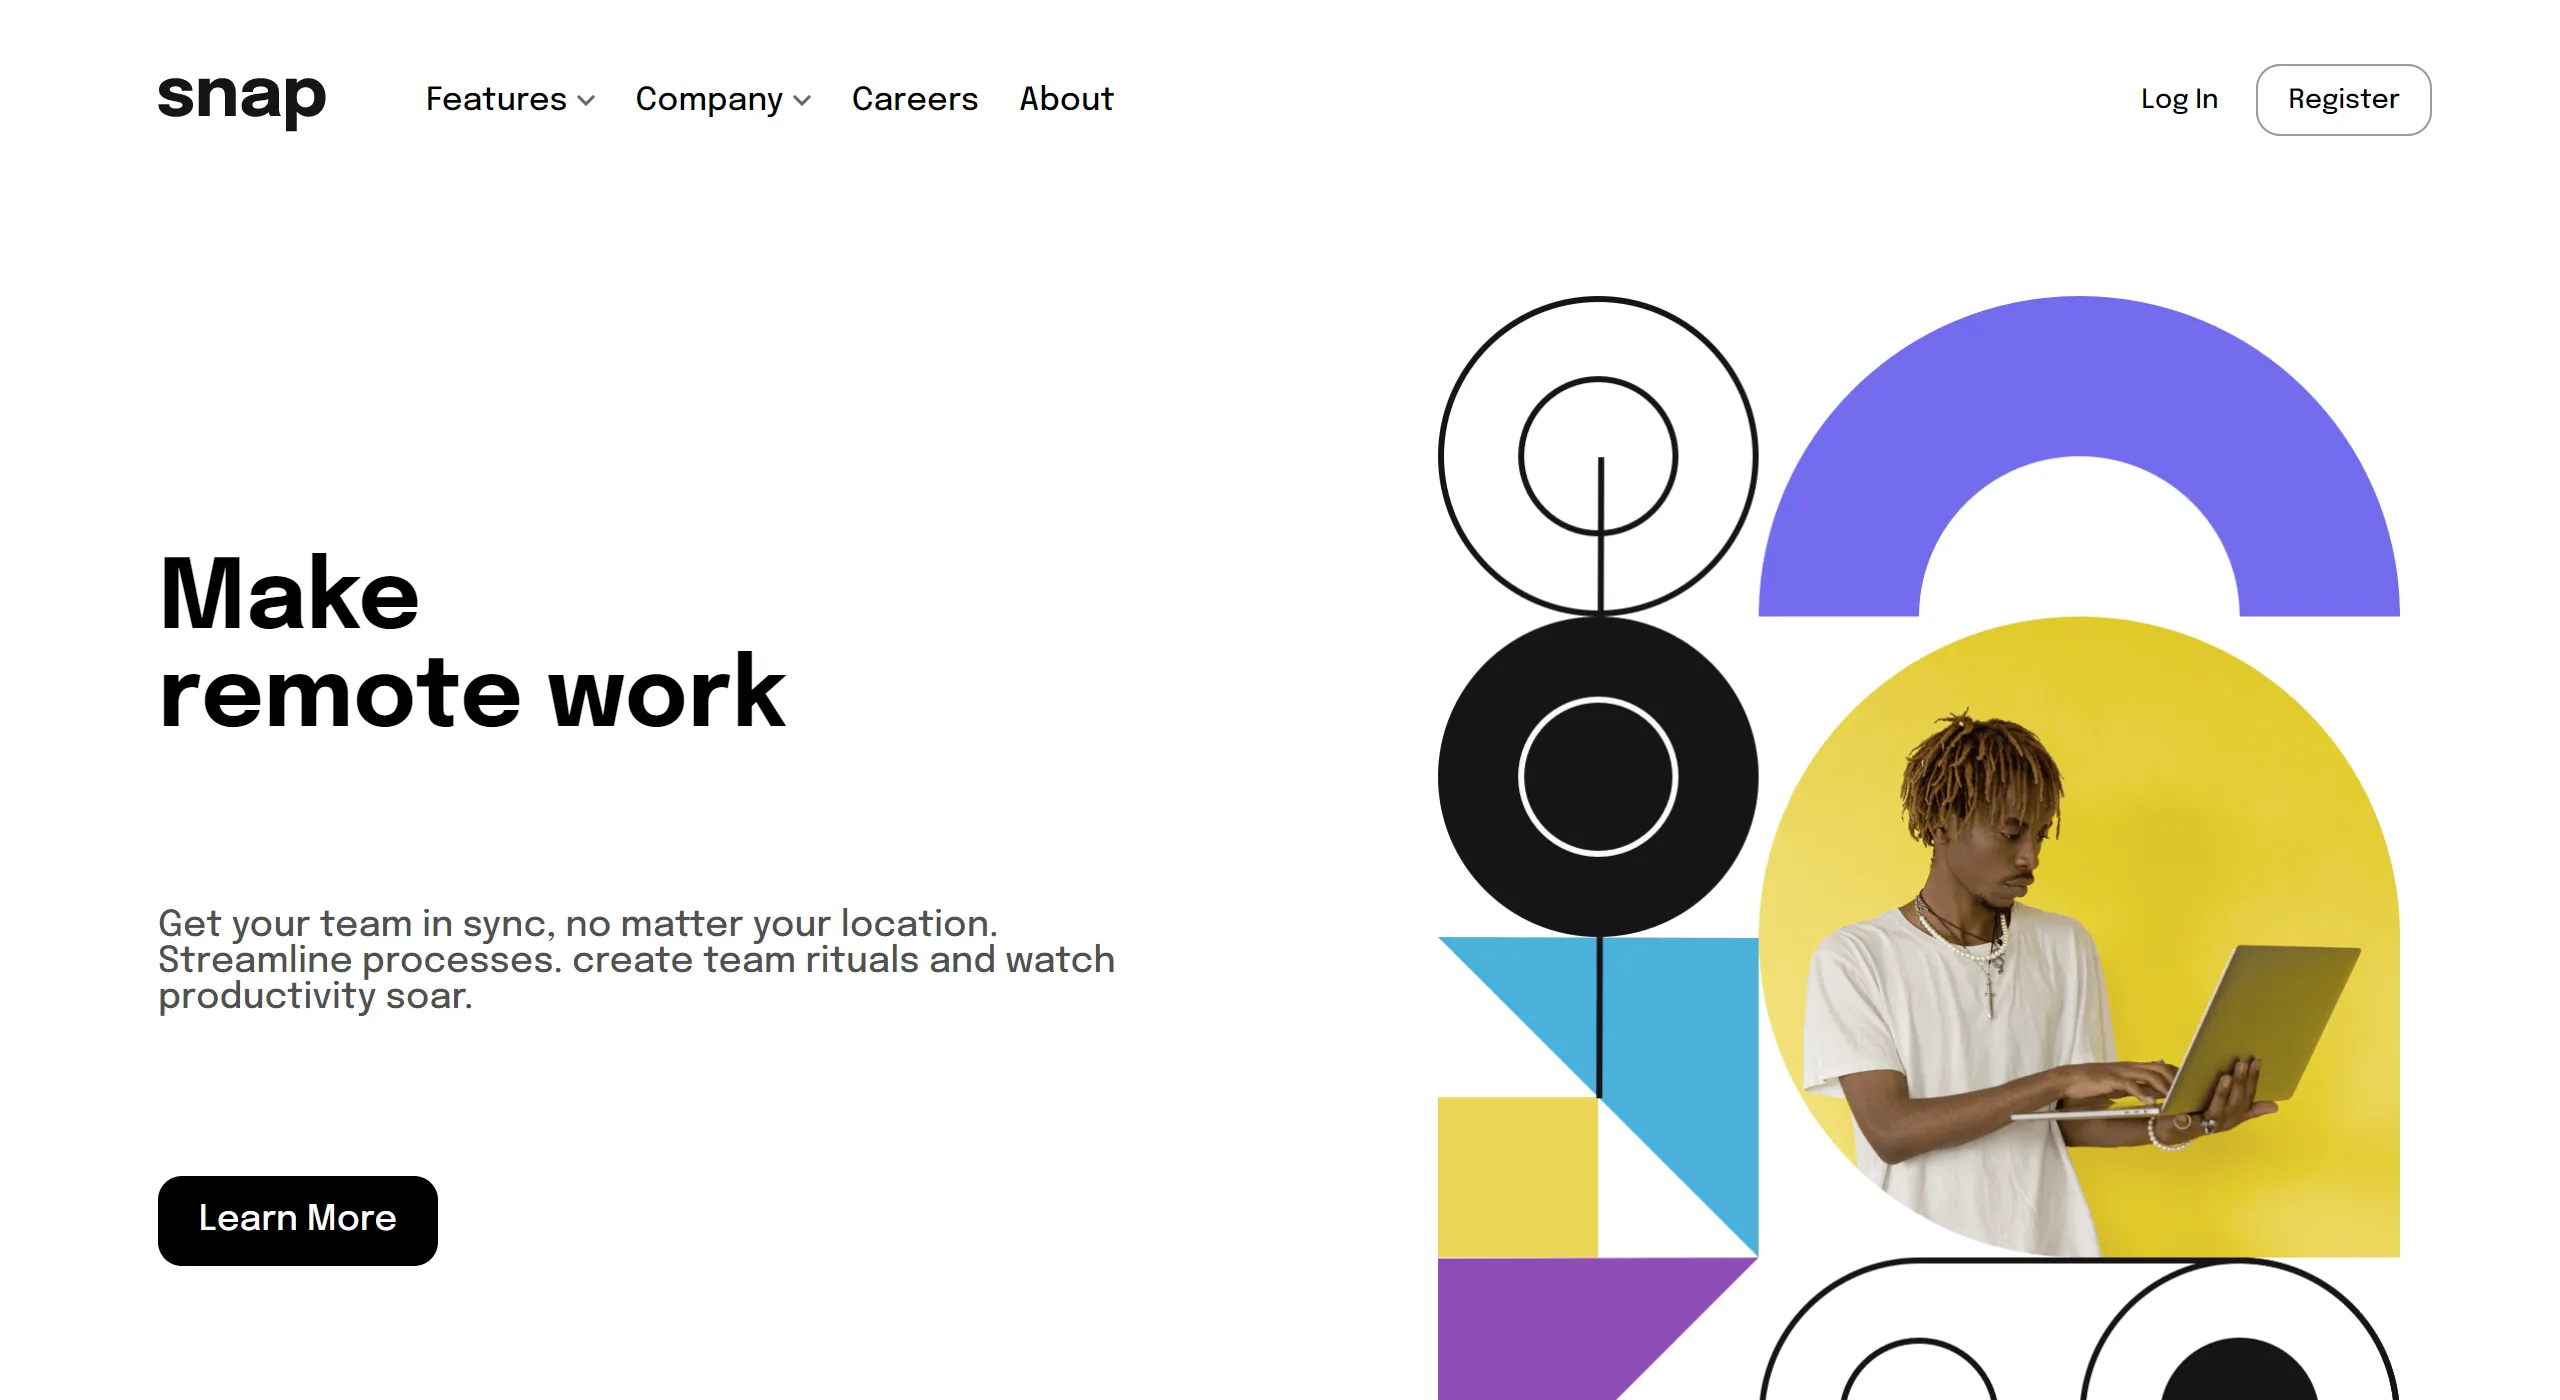 snap
Features
Company
Careers
About
Log In
Register
Make
remote work
Get your team in sync, no matter your location.
Streamline processes. create team rituals and watch
productivity soar.
Learn More